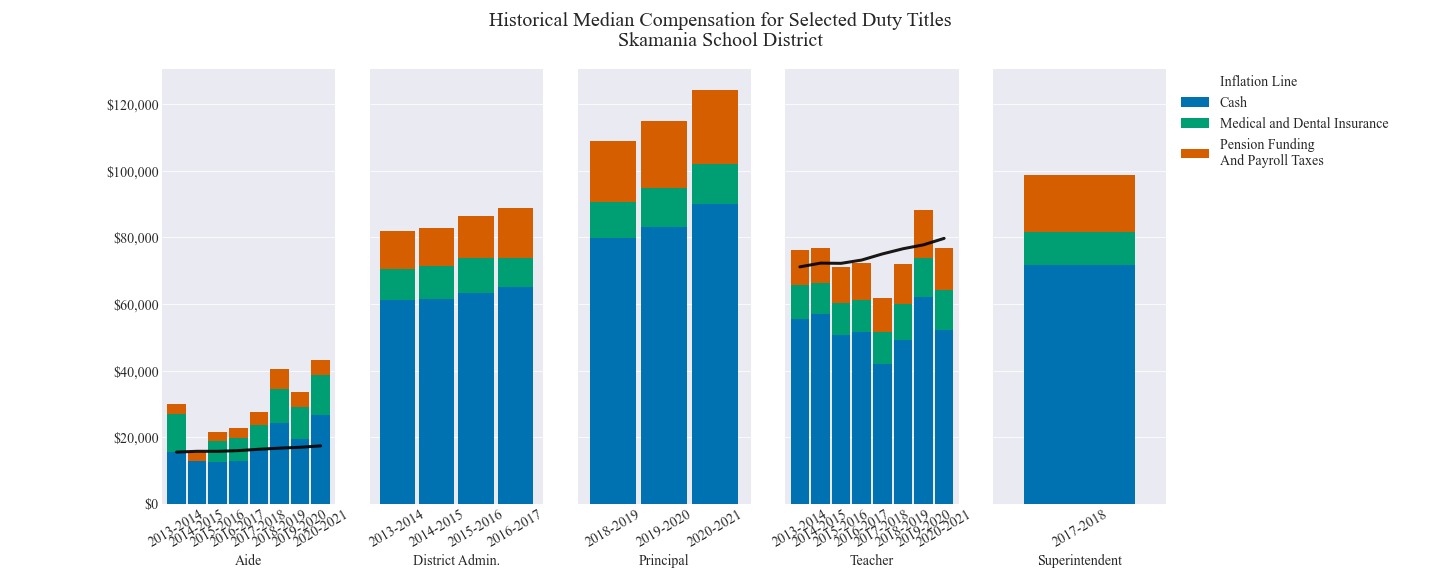 Historical Median Compensation for Selected Duty Titles
Skamania School District
$120,000
$100,000
$80,000
$60,000
$40,000
$20,000
$0
2013-2014
2014-2015
2015-2016
2016-2017
2017-2018
2018-2019
2019-2020
2020-2021
Aide
2013-2014
2014-2015
2015-2016
2016-2017
District Admin.
2018-2019
2019-2020
2020-2021
Principal
2013-2014
2014-2015
2015-2016
2016-2017
2017-2018
2018-2019
2019-2020
2020-2021
Teacher
2017-2018
Superintendent
Inflation Line
Cash
Medical and Dental Insurance
Pension Funding
And Payroll Taxes